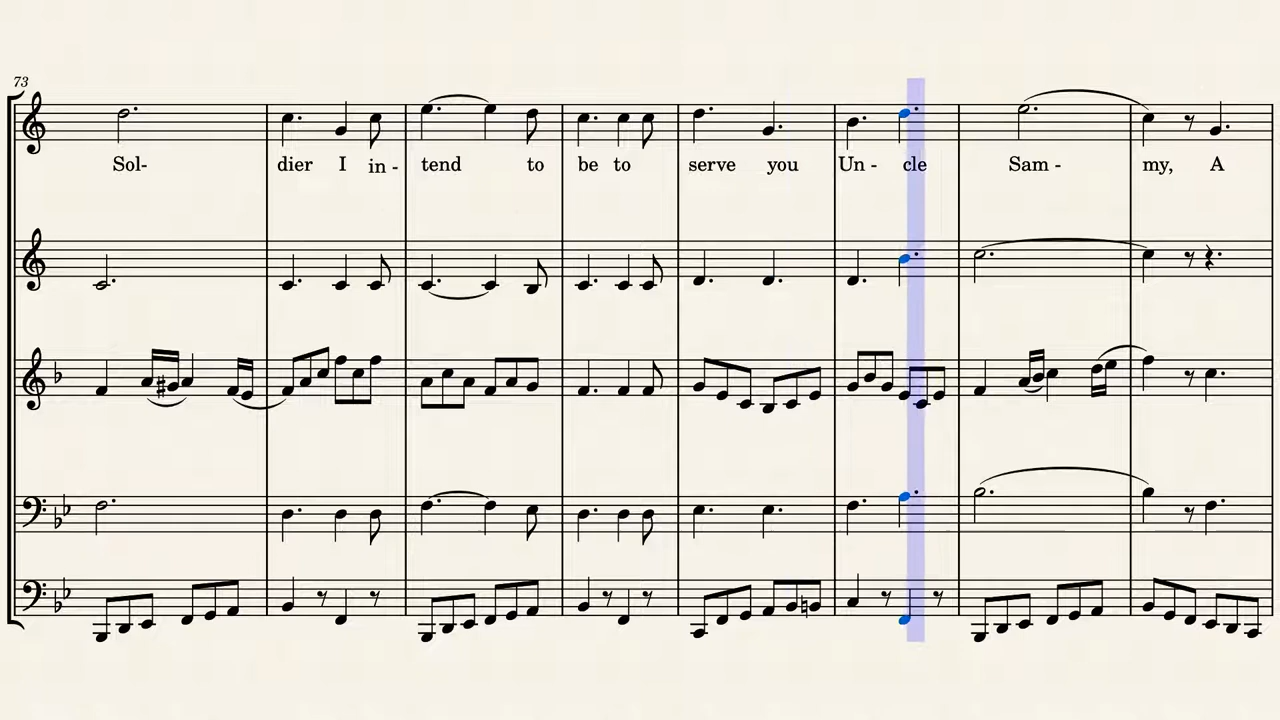 73
Sol- dier I in - tend to be to serve you Un - cle Sam - my, A